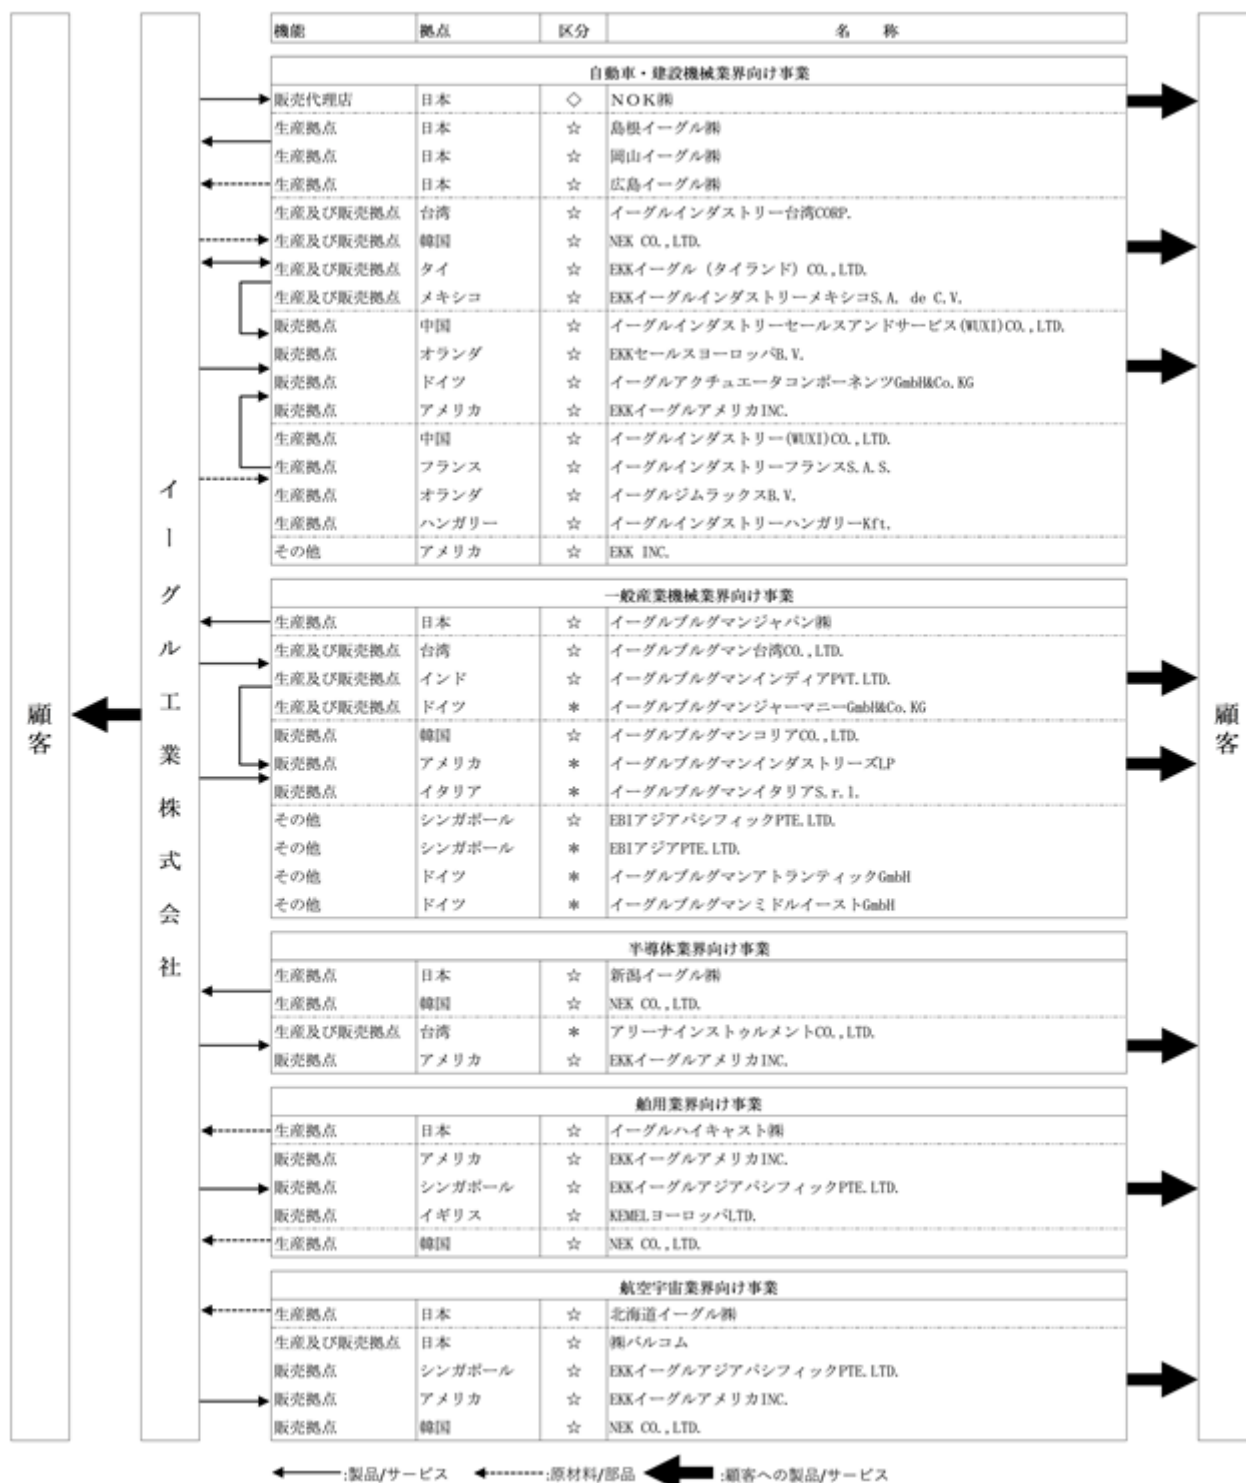 機能 拠点 区分 名 称
自動車・建設機械業界向け事業
販売代理店 日本 ◇ NOK㈱
生産拠点 日本 ☆ 島根イーグル㈱
生産拠点 日本 ☆ 岡山イーグル㈱
生産拠点 日本 ☆ 広島イーグル㈱
生産及び販売拠点 台湾 ☆ イーグルインダストリー台湾CORP.
生産及び販売拠点 韓国 ☆ NEK CO.,LTD.
生産及び販売拠点 タイ ☆ EKKイーグル(タイランド)CO.,LTD.
生産及び販売拠点 メキシコ ☆ EKKイーグルインダストリーメキシコS.A. de C.V.
販売拠点 中国 ☆ イーグルインダストリーセールスアンドサービス(WUXI)CO.,LTD.
販売拠点 オランダ ☆ EKKセールスヨーロッパB.V.
販売拠点 ドイツ ☆ イーグルアクチュエータコンポーネンツGmbH&Co.KG
販売拠点 アメリカ ☆ EKKイーグルアメリカINC.
生産拠点 中国 ☆ イーグルインダストリー(WUXI)CO.,LTD.
生産拠点 フランス ☆ イーグルインダストリーフランスS.A.S.
生産拠点 オランダ ☆ イーグルジムラックスB.V.
生産拠点 ハンガリー ☆ イーグルインダストリーハンガリーKft.
その他 アメリカ ☆ EKK INC.
一般産業機械業界向け事業
生産拠点 日本 ☆ イーグルブルグマンジャパン㈱
生産及び販売拠点 台湾 ☆ イーグルブルグマン台湾CO.,LTD.
生産及び販売拠点 インド ☆ イーグルブルグマンインディアPVT.LTD.
生産及び販売拠点 ドイツ * イーグルブルグマンジャーマニーGmbH&Co.KG
販売拠点 韓国 ☆ イーグルブルグマンコリアCO.,LTD.
販売拠点 アメリカ * イーグルブルグマンインダストリーズLP
販売拠点 イタリア * イーグルブルグマンイタリアS.r.l.
その他 シンガポール ☆ EBIアジアパシフィックPTE.LTD.
その他 シンガポール * EBIアジアPTE.LTD.
その他 ドイツ * イーグルブルグマンアトランティックGmbH
その他 ドイツ * イーグルブルグマンミドルイーストGmbH
半導体業界向け事業
生産拠点 日本 ☆ 新潟イーグル㈱
生産拠点 韓国 ☆ NEK CO.,LTD.
生産及び販売拠点 台湾 * アリーナインストゥルメントCO.,LTD.
販売拠点 アメリカ ☆ EKKイーグルアメリカINC.
舶用業界向け事業
生産拠点 日本 ☆ イーグルハイキャスト㈱
販売拠点 アメリカ ☆ EKKイーグルアメリカINC.
販売拠点 シンガポール ☆ EKKイーグルアジアパシフィックPTE.LTD.
販売拠点 イギリス ☆ KEMELヨーロッパLTD.
生産拠点 韓国 ☆ NEK CO.,LTD.
航空宇宙業界向け事業
生産拠点 日本 ☆ 北海道イーグル㈱
生産及び販売拠点 日本 ☆ ㈱バルコム
販売拠点 シンガポール ☆ EKKイーグルアジアパシフィックPTE.LTD.
販売拠点 アメリカ ☆ EKKイーグルアメリカINC.
販売拠点 韓国 ☆ NEK CO.,LTD.
顧客
イーグル工業株式会社
顧客
:製品/サービス :原材料/部品 :顧客への製品/サービス